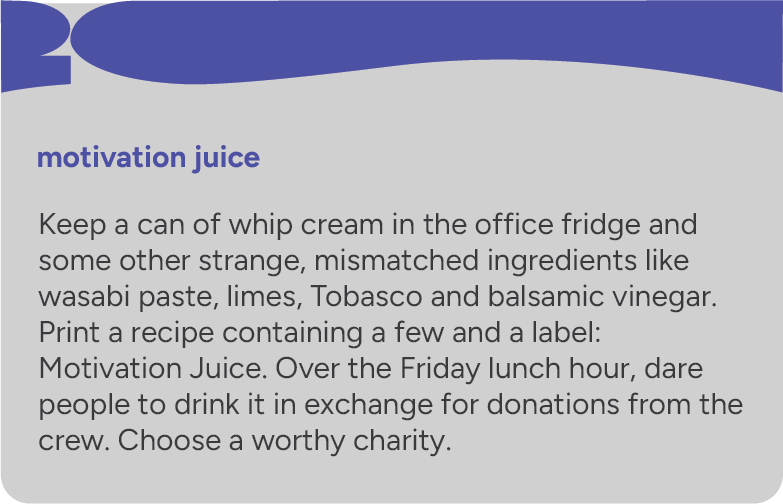 motivation juice
Keep a can of whip cream in the office fridge and
some other strange, mismatched ingredients like
wasabi paste, limes, Tobasco and balsamic vinegar.
Print a recipe containing a few and a label:
Motivation Juice. Over the Friday lunch hour, dare
people to drink it in exchange for donations from the
crew. Choose a worthy charity.